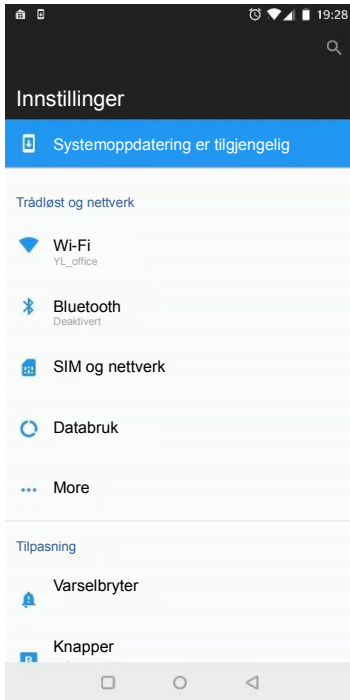 19:28
Innstillinger
Systemoppdatering er tilgjengelig
Trådløst og nettverk
Wi-Fi
YL_office
Bluetooth
Deaktivert
SIM og nettverk
Databruk
More
Tilpasning
Varselbryter
Knapper